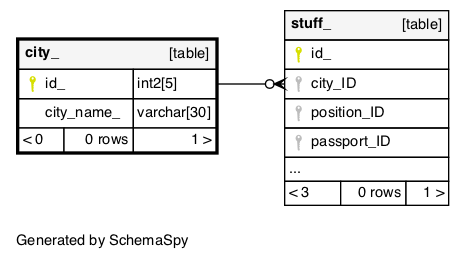 city_ [table]
id_ int2[5]
city_name_ varchar[30]
< 0 0 rows 1 >
stuff_ [table]
id_
city_ID
position_ID
passport_ID
...
< 3 0 rows 1 >
Generated by SchemaSpy